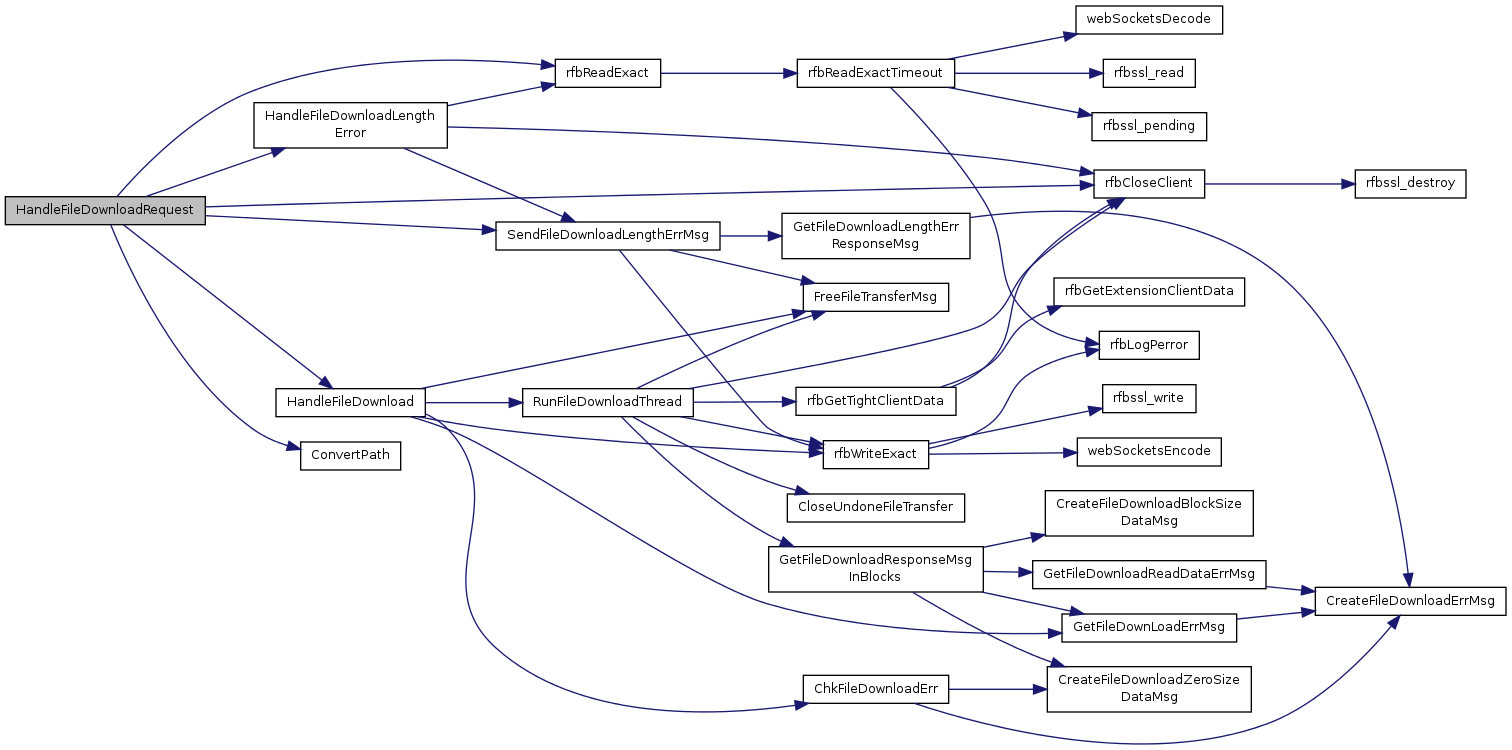 webSocketsDecode
rfbReadExact
rfbReadExactTimeout
rfbssl_read
HandleFileDownloadLength
Error
rfbssl_pending
HandleFileDownloadRequest
rfbCloseClient
rfbssl_destroy
SendFileDownloadLengthErrMsg
GetFileDownloadLengthErr
ResponseMsg
FreeFileTransferMsg
rfbGetExtensionClientData
rfbLogPerror
HandleFileDownload
RunFileDownloadThread
rfbGetTightClientData
rfbssl_write
ConvertPath
rfbWriteExact
webSocketsEncode
CloseUndoneFileTransfer
CreateFileDownloadBlockSize
DataMsg
GetFileDownloadResponseMsg
InBlocks
GetFileDownloadReadDataErrMsg
CreateFileDownloadErrMsg
GetFileDownLoadErrMsg
ChkFileDownloadErr
CreateFileDownloadZeroSize
DataMsg